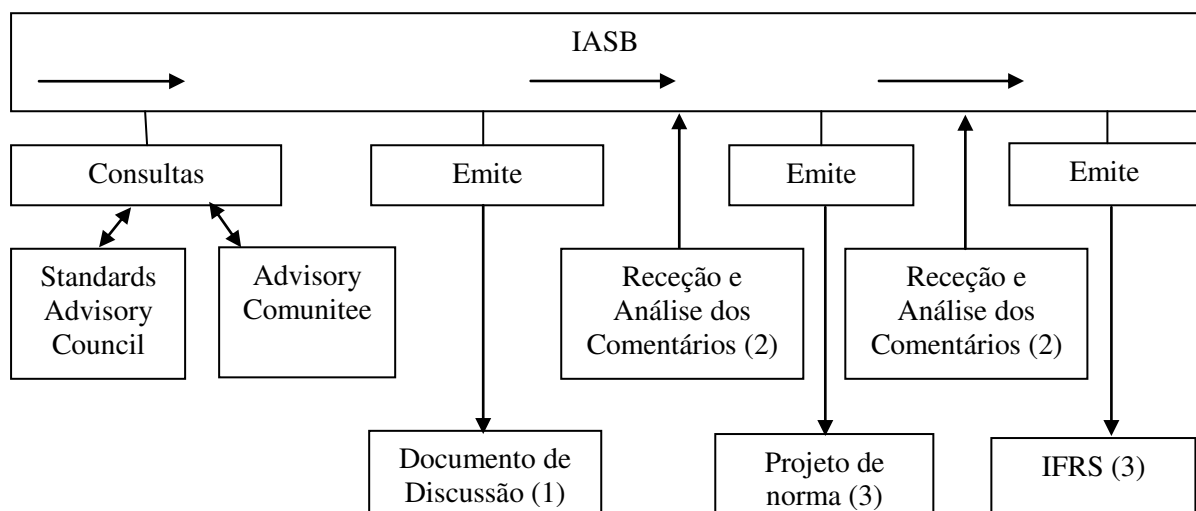 IASB
Consultas
Emite
Emite
Emite
Standards
Advisory
Council
Advisory
Comunitee
Receção e
Análise dos
Comentários (2)
Receção e
Análise dos
Comentários (2)
Documento de
Discussão (1)
Projeto de
norma (3)
IFRS (3)